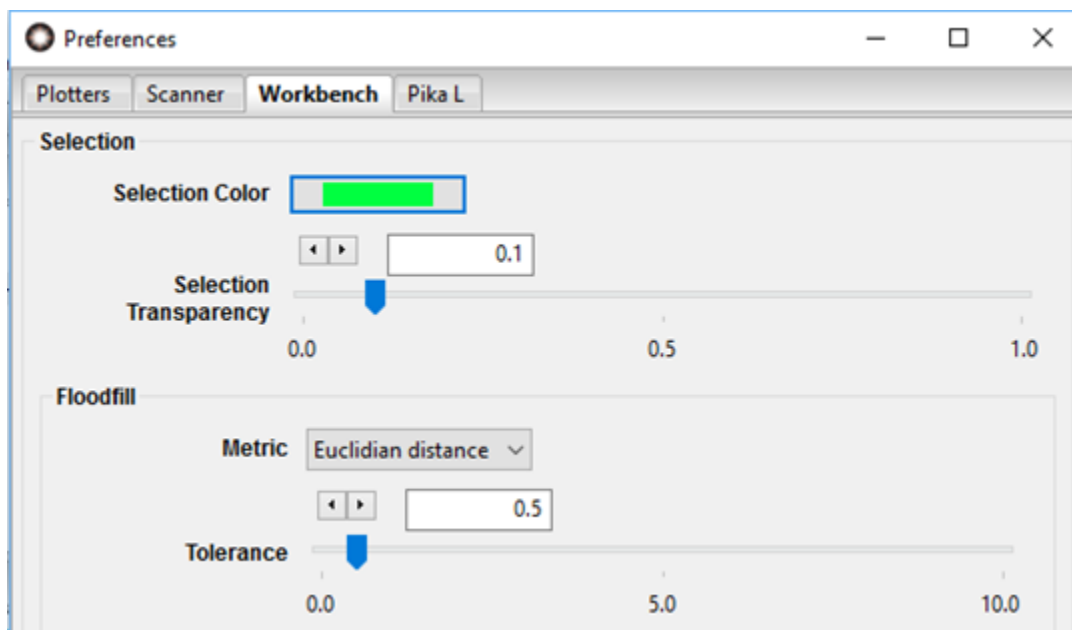 Preferences
Plotters Scanner Workbench Pika L
Selection
Selection Color
0.1
Selection
Transparency
0.0 0.5 1.0
Floodfill
Metric Euclidian distance
0.5
Tolerance
0.0 5.0 10.0